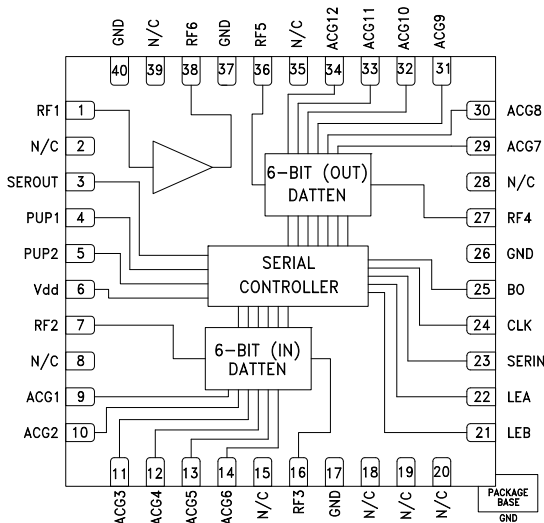 GND
N/C
RF6
GND
RF5
N/C
ACG12
ACG11
ACG10
ACG9
40
39
38
37
36
35
34
33
32
31
RF1 1
N/C 2
SEROUT 3
PUP1 4
PUP2 5
Vdd 6
RF2 7
N/C 8
ACG1 9
ACG2 10
30 ACG8
29 ACG7
28 N/C
27 RF4
26 GND
25 BO
24 CLK
23 SERIN
22 LEA
21 LEB
6-BIT (OUT)
DATTEN
SERIAL
CONTROLLER
6-BIT (IN)
DATTEN
11
12
13
14
15
16
17
18
19
20
ACG3
ACG4
ACG5
ACG6
N/C
RF3
GND
N/C
N/C
N/C
PACKAGE
BASE
GND